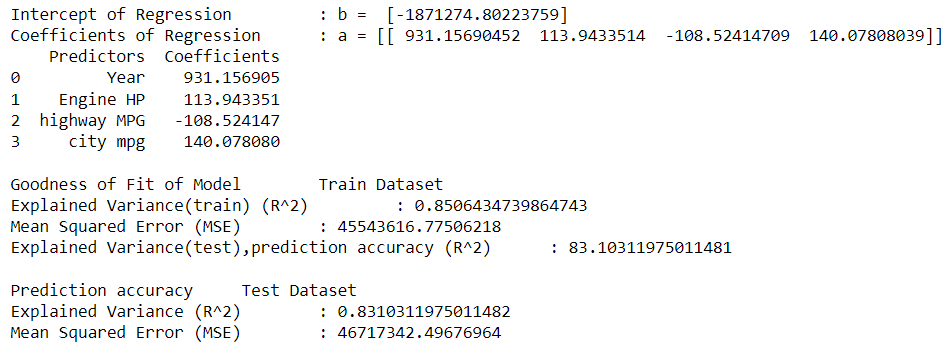 Intercept of Regression : b = [-1871274.80223759]
Coefficients of Regression : a = [[ 931.15690452 113.9433514 -108.52414709 140.07808039]]
Predictors Coefficients
0 Year 931.156905
1 Engine HP 113.943351
2 highway MPG -108.524147
3 city mpg 140.078080
Goodness of Fit of Model Train Dataset
Explained Variance(train) (R^2) : 0.8506434739864743
Mean Squared Error (MSE) : 45543616.77506218
Explained Variance(test),prediction accuracy (R^2) : 83.10311975011481
Prediction accuracy Test Dataset
Explained Variance (R^2) : 0.8310311975011482
Mean Squared Error (MSE) : 46717342.49676964